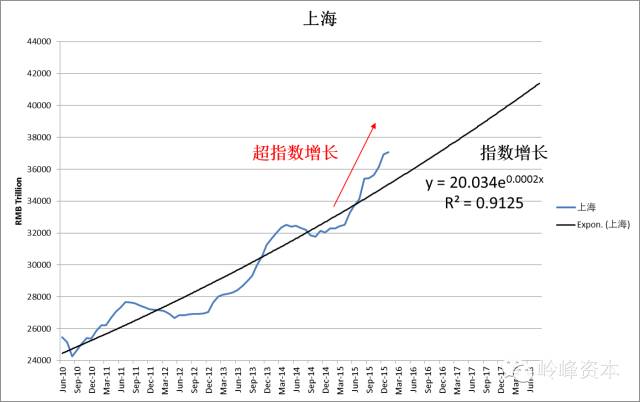 上海
44000
42000
40000
38000
36000
34000
32000
30000
28000
26000
24000
RMB Trillion
超指数增长
指数增长
y = 20.034e^0.0002x
R² = 0.9125
上海
Expon. (上海)
Jun-10
Sep-10
Dec-10
Mar-11
Jun-11
Sep-11
Dec-11
Mar-12
Jun-12
Sep-12
Dec-12
Mar-13
Jun-13
Sep-13
Dec-13
Mar-14
Jun-14
Sep-14
Dec-14
Mar-15
Jun-15
Sep-15
Dec-15
Mar-16
Jun-16
Sep-16
Dec-16
Mar-17
Jun-17
Sep-17
岭峰资本